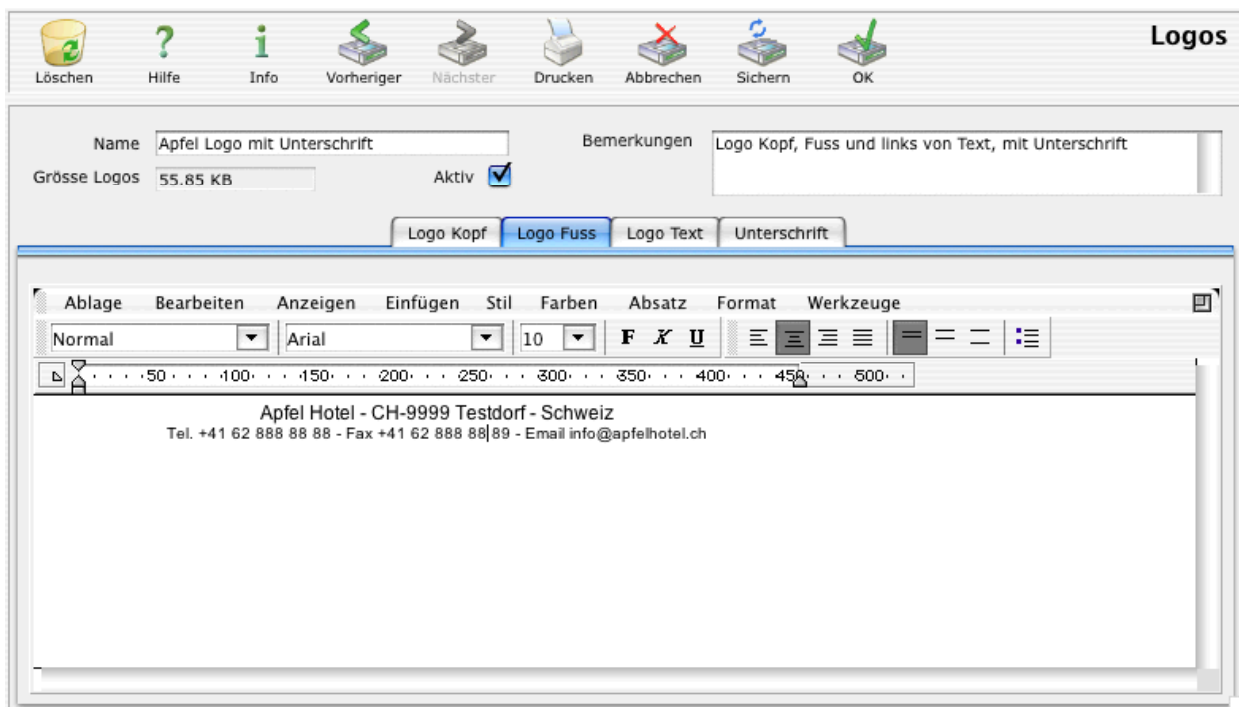 Logos
Löschen Hilfe Info Vorheriger Nächster Drucken Abbrechen Sichern OK
Name Apfel Logo mit Unterschrift Bemerkungen Logo Kopf, Fuss und links von Text, mit Unterschrift
Grösse Logos 55.85 KB Aktiv
Logo Kopf Logo Fuss Logo Text Unterschrift
Ablage Bearbeiten Anzeigen Einfügen Stil Farben Absatz Format Werkzeuge
Normal Arial 10 F K U
50 100 150 200 250 300 350 400 450 500
Apfel Hotel - CH-9999 Testdorf - Schweiz
Tel. +41 62 888 88 88 - Fax +41 62 888 88 89 - Email info@apfelhotel.ch